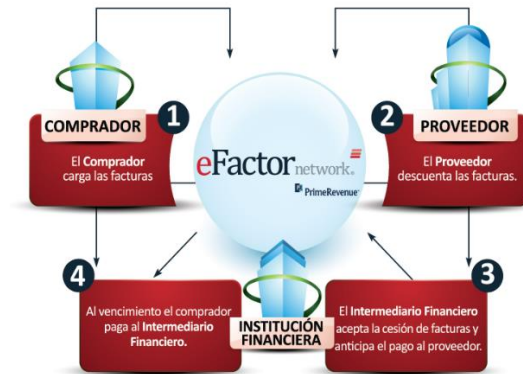 COMPRADOR
1
El Comprador
carga las facturas
eFactor network®
PrimeRevenue
2
PROVEEDOR
El Proveedor
descuenta las facturas.
4
Al vencimiento el comprador
paga al Intermediario
Financiero.
INSTITUCIÓN
FINANCIERA
3
El Intermediario Financiero
acepta la cesión de facturas y
anticipa el pago al proveedor.